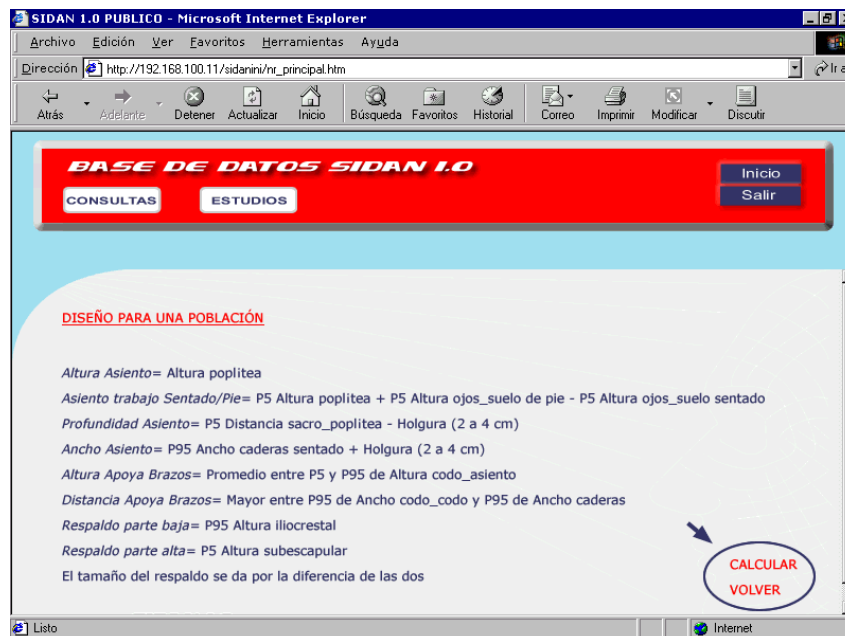 SIDAN 1.0 PUBLICO - Microsoft Internet Explorer
Archivo Edición Ver Favoritos Herramientas Ayuda
Dirección http://192.168.100.11/sidanini/nr_principal.htm Ir a
Atrás Adelante Detener Actualizar Inicio Búsqueda Favoritos Historial Correo Imprimir Modificar Discutir
BASE DE DATOS SIDAN 1.0
Inicio
CONSULTAS ESTUDIOS
Salir
DISEÑO PARA UNA POBLACIÓN
Altura Asiento= Altura poplitea
Asiento trabajo Sentado/Pie= P5 Altura poplitea + P5 Altura ojos_suelo de pie - P5 Altura ojos_suelo sentado
Profundidad Asiento= P5 Distancia sacro_poplitea - Holgura (2 a 4 cm)
Ancho Asiento= P95 Ancho caderas sentado + Holgura (2 a 4 cm)
Altura Apoya Brazos= Promedio entre P5 y P95 de Altura codo_asiento
Distancia Apoya Brazos= Mayor entre P95 de Ancho codo_codo y P95 de Ancho caderas
Respaldo parte baja= P95 Altura iliocrestal
Respaldo parte alta= P5 Altura subescapular
El tamaño del respaldo se da por la diferencia de las dos
CALCULAR
VOLVER
Listo Internet